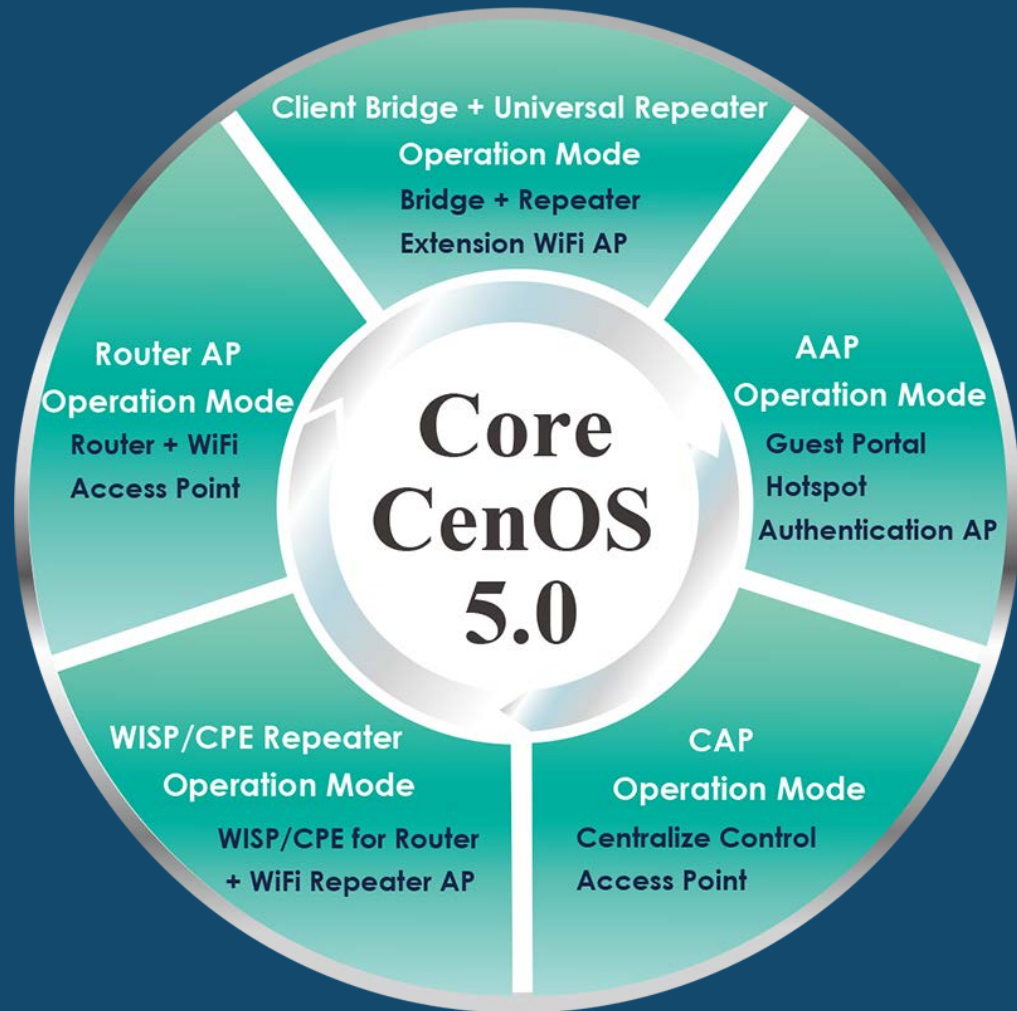 Client Bridge + Universal Repeater
Operation Mode
Bridge + Repeater
Extension WiFi AP
Router AP
Operation Mode
Router + WiFi
Access Point
Core
CenOS
5.0
AAP
Operation Mode
Guest Portal
Hotspot
Authentication AP
WISP/CPE Repeater
Operation Mode
WISP/CPE for Router
+ WiFi Repeater AP
CAP
Operation Mode
Centralize Control
Access Point